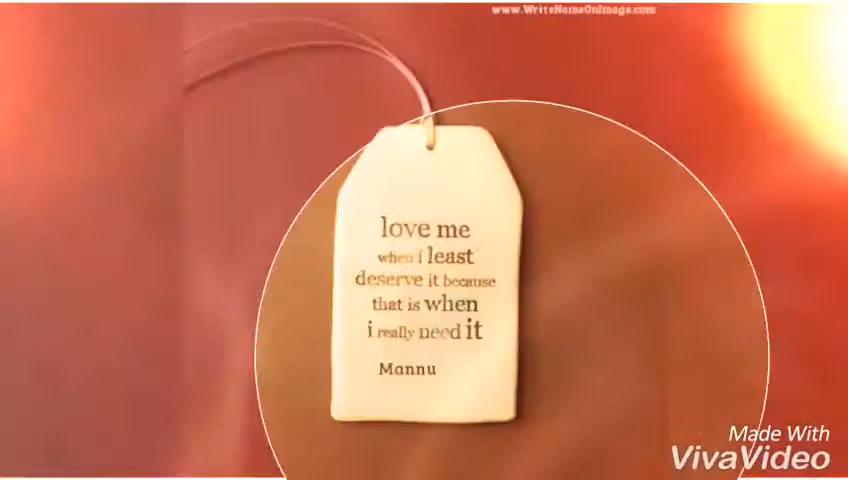 www.WriteNameOnImage.com
love me
when i least
deserve it because
that is when
i really need it
Mannu
Made With
VivaVideo